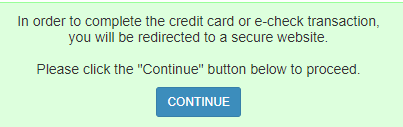 In order to complete the credit card or e-check transaction,
you will be redirected to a secure website.
Please click the "Continue" button below to proceed.
CONTINUE